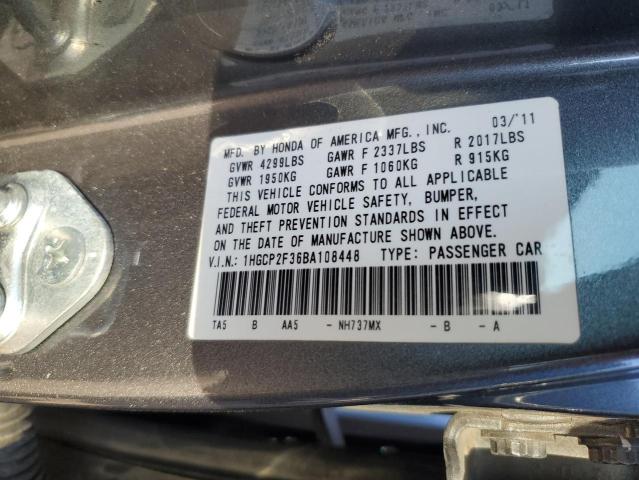 MFD. BY HONDA OF AMERICA MFG., INC. 03/'11
GVWR 4299LBS GAWR F 2337LBS R 2017LBS
GVWR 1950KG GAWR F 1060KG R 915KG
THIS VEHICLE CONFORMS TO ALL APPLICABLE
FEDERAL MOTOR VEHICLE SAFETY, BUMPER,
AND THEFT PREVENTION STANDARDS IN EFFECT
ON THE DATE OF MANUFACTURE SHOWN ABOVE.
V.I.N.: 1HGCP2F36BA108448 TYPE: PASSENGER CAR
TA5 B AA5 - NH737MX - B - A